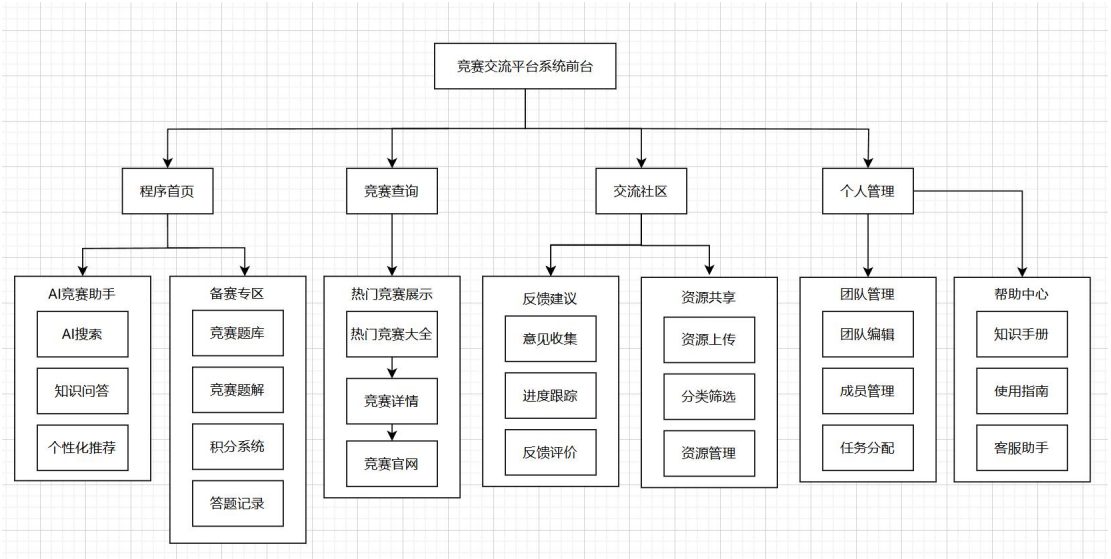 竞赛交流平台系统前台
程序首页
竞赛查询
交流社区
个人管理
AI竞赛助手
AI搜索
知识问答
个性化推荐
备赛专区
竞赛题库
竞赛题解
积分系统
答题记录
热门竞赛展示
热门竞赛大全
竞赛详情
竞赛官网
反馈建议
意见收集
进度跟踪
反馈评价
资源共享
资源上传
分类筛选
资源管理
团队管理
团队编辑
成员管理
任务分配
帮助中心
知识手册
使用指南
客服助手